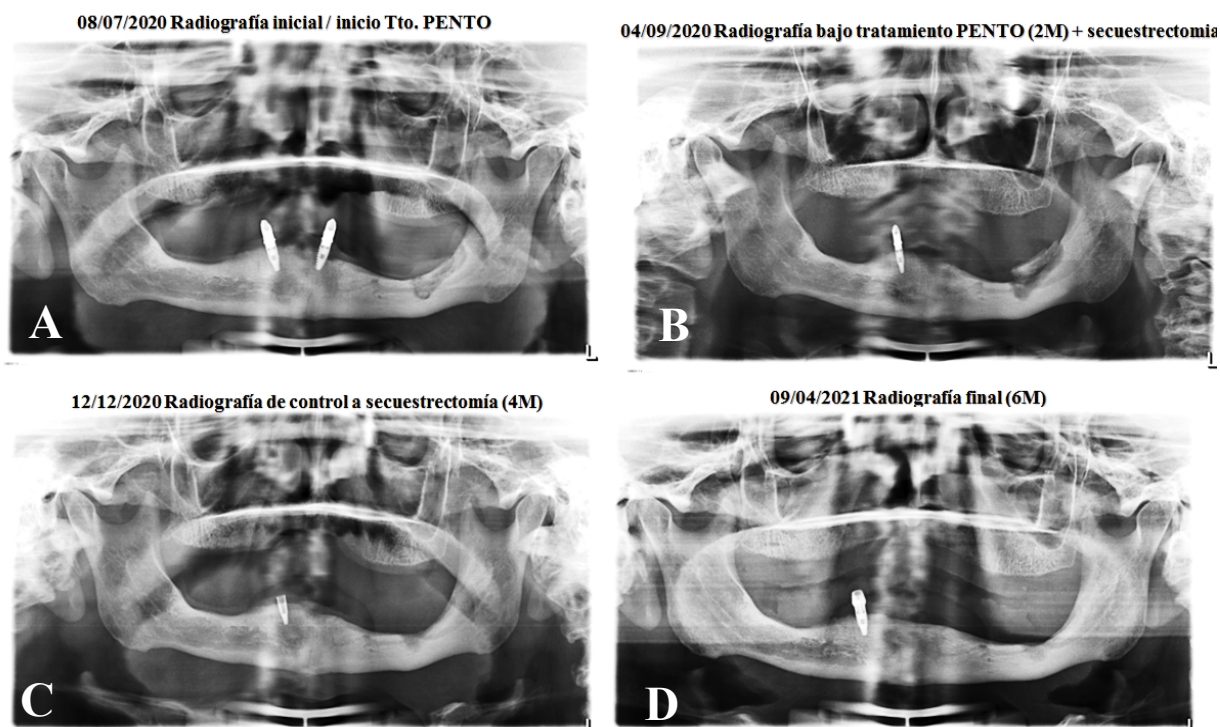 08/07/2020 Radiografía inicial / inicio Tto. PENTO
04/09/2020 Radiografía bajo tratamiento PENTO (2M) + secuestrectomia
A
L
B
L
12/12/2020 Radiografía de control a secuestrectomía (4M)
09/04/2021 Radiografía final (6M)
C
L
D
L